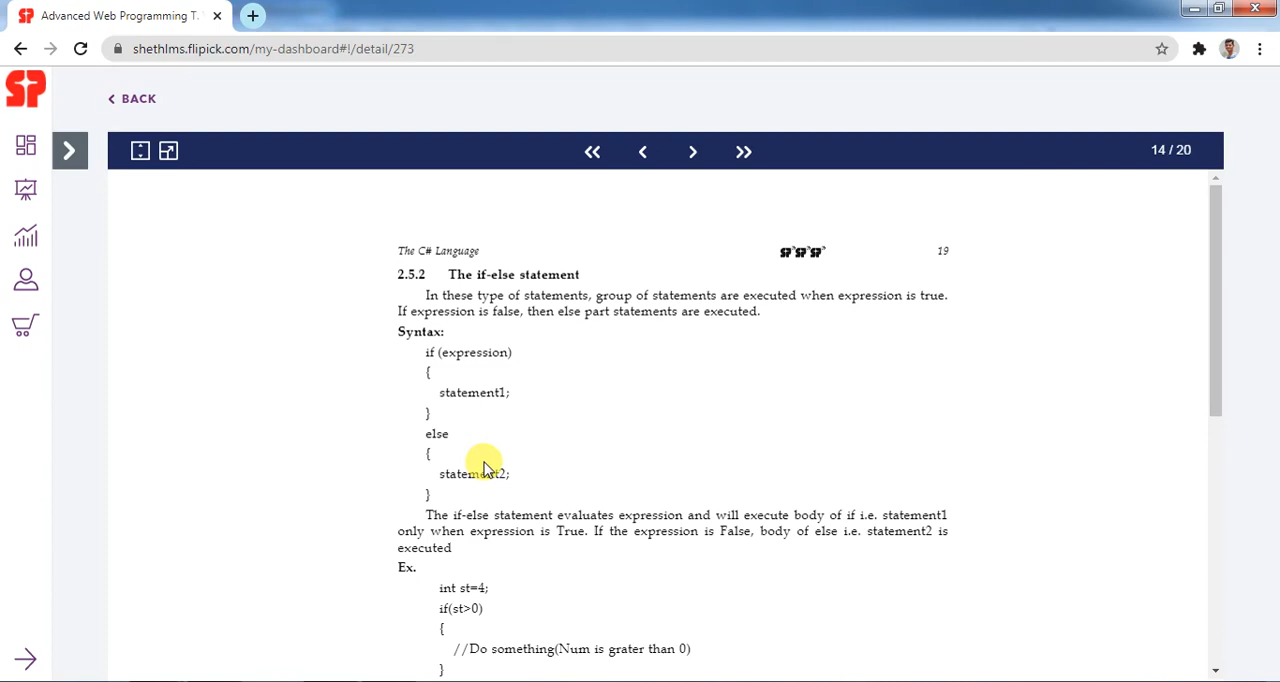 Advanced Web Programming T.
shethlms.flipick.com/my-dashboard#!/detail/273
SP
BACK
14 / 20
The C# Language 19
2.5.2 The if-else statement
In these type of statements, group of statements are executed when expression is true.
If expression is false, then else part statements are executed.
Syntax:
if (expression)
{
statement1;
}
else
{
statement2;
}
The if-else statement evaluates expression and will execute body of if i.e. statement1
only when expression is True. If the expression is False, body of else i.e. statement2 is
executed
Ex.
int st=4;
if(st>0)
{
//Do something(Num is grater than 0)
}